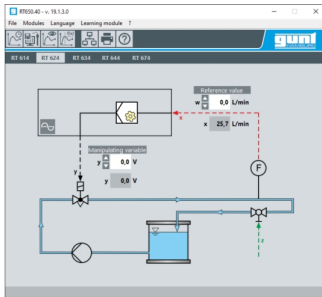 RT650.40 - v. 19.1.3.0
File Modules Language Learning module ?
gunt
RT 614 RT 624 RT 634 RT 644 RT 674
Reference value
w 0,0 L/min
x
x 25,7 L/min
Manipulating variable
y 0,0 V
F
y
y 0,0 V
z